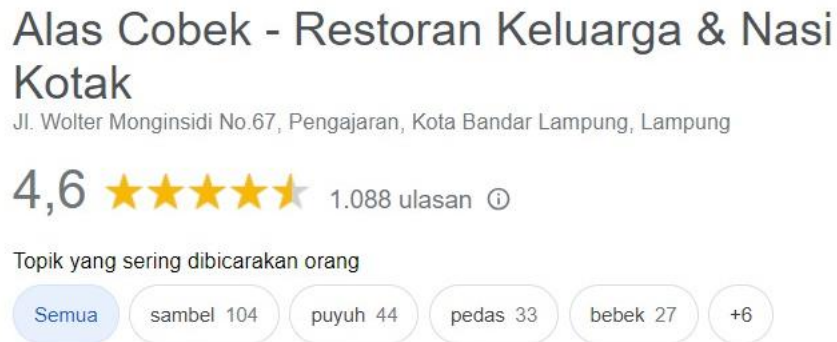 Alas Cobek - Restoran Keluarga & Nasi
Kotak
Jl. Wolter Monginsidi No.67, Pengajaran, Kota Bandar Lampung, Lampung
4,6 1.088 ulasan
Topik yang sering dibicarakan orang
Semua sambel 104 puyuh 44 pedas 33 bebek 27 +6